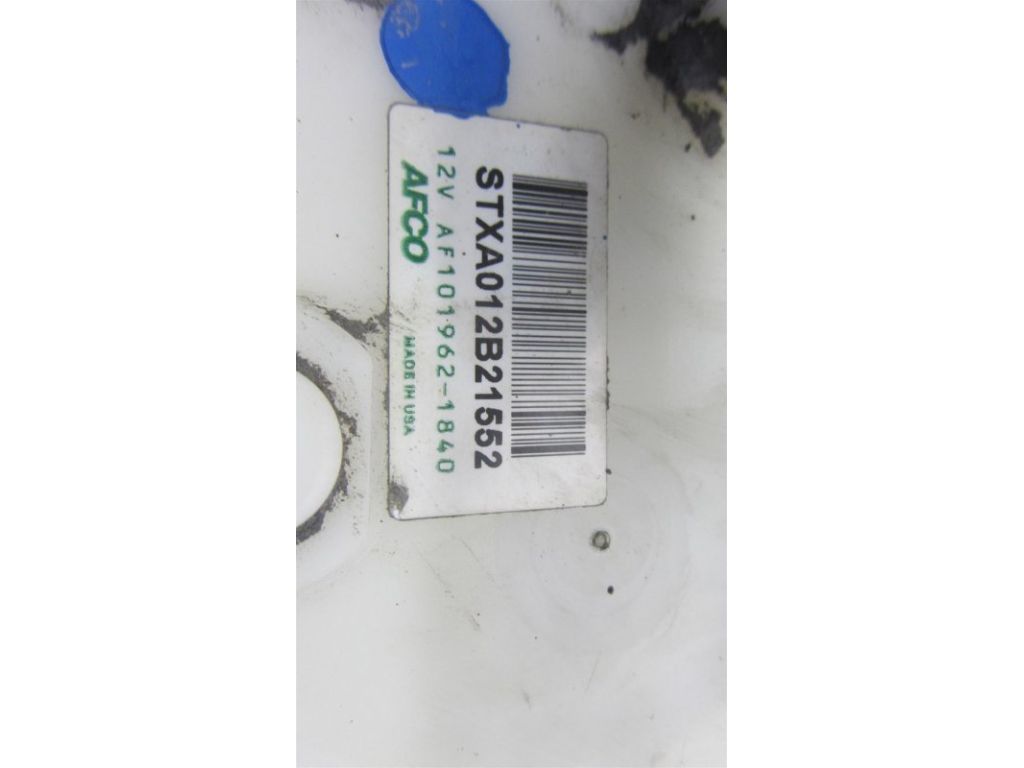 STXA012B21552
12V AF101962-1840
AFCO MADE IN USA